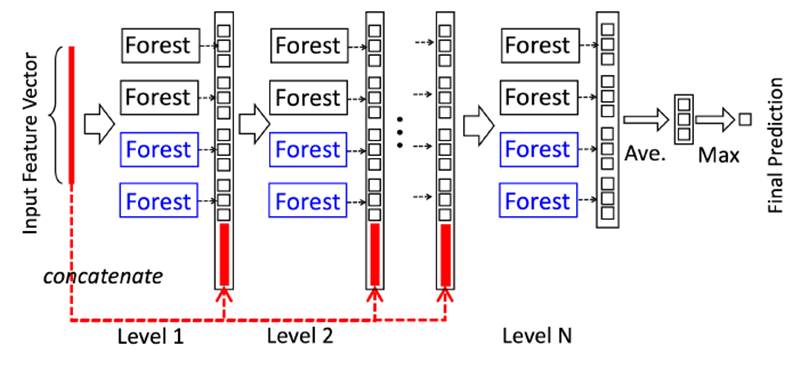 Input Feature Vector
Forest
Forest
Forest
Forest
Forest
Forest
Forest
Forest
Forest
Forest
Forest
Forest
Ave.
Max
Final Prediction
concatenate
Level 1
Level 2
Level N